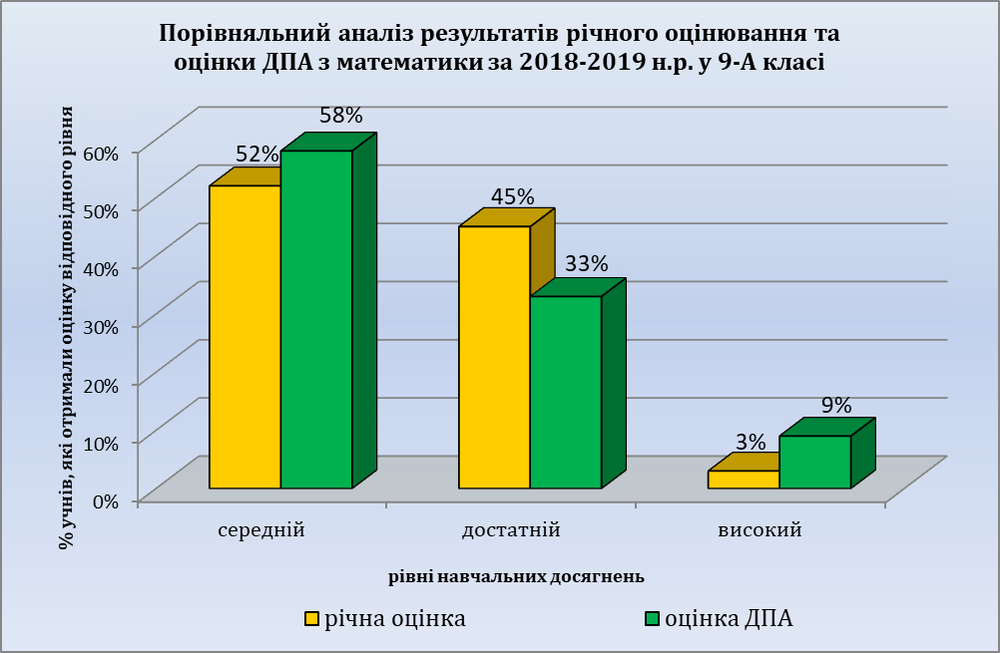 Порівняльний аналіз результатів річного оцінювання та
оцінки ДПА з математики за 2018-2019 н.р. у 9-А класі
% учнів, які отримали оцінку відповідного рівня
60%
50%
40%
30%
20%
10%
0%
52%
58%
45%
33%
3%
9%
середній
достатній
високий
рівні навчальних досягнень
річна оцінка
оцінка ДПА